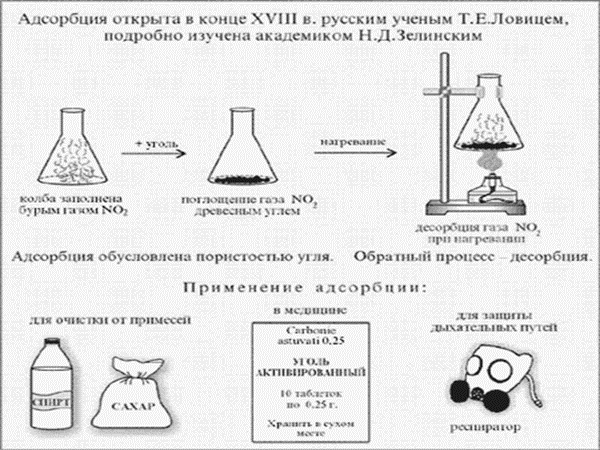 Адсорбция открыта в конце XVIII в. русским ученым Т.Е.Ловицем,
подробно изучена академиком Н.Д.Зелинским
+ уголь
нагревание
колба заполнена
бурым газом NO2
поглощение газа NO2
древесным углем
десорбция газа NO2
при нагревании
Адсорбция обусловлена пористостью угля. Обратный процесс – десорбция.
Применение адсорбции:
для очистки от примесей
в медицине
для защиты
дыхательных путей
СПИРТ
САХАР
Carbonie
astuvati 0,25
УГОЛЬ
АКТИВИРОВАННЫЙ
10 таблеток
по 0,25 г.
Хранить в сухом
месте
респиратор